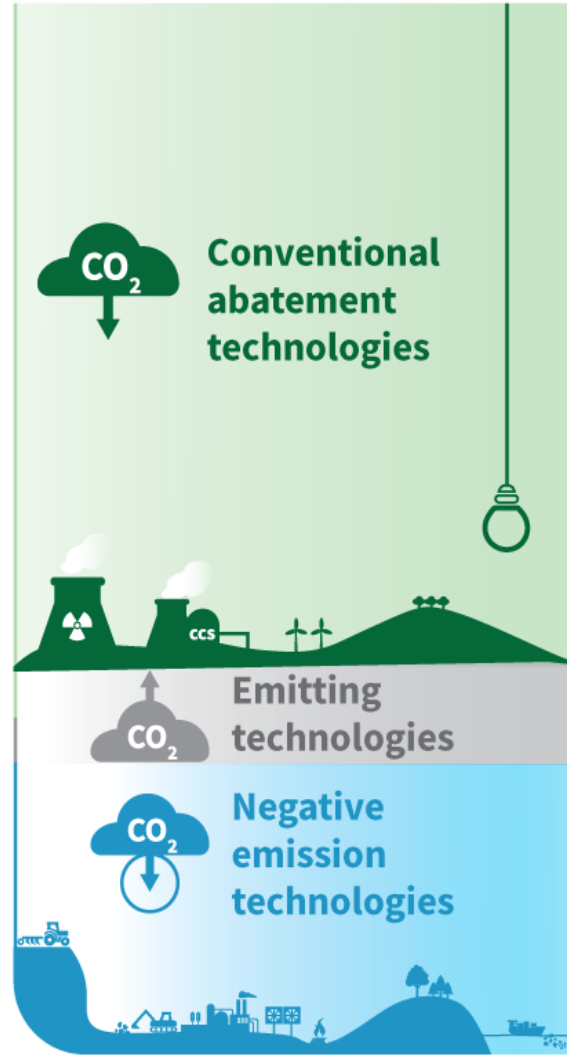 CO₂
Conventional
abatement
technologies
CCS
Emitting
technologies
CO₂
Negative
emission
technologies
CO₂